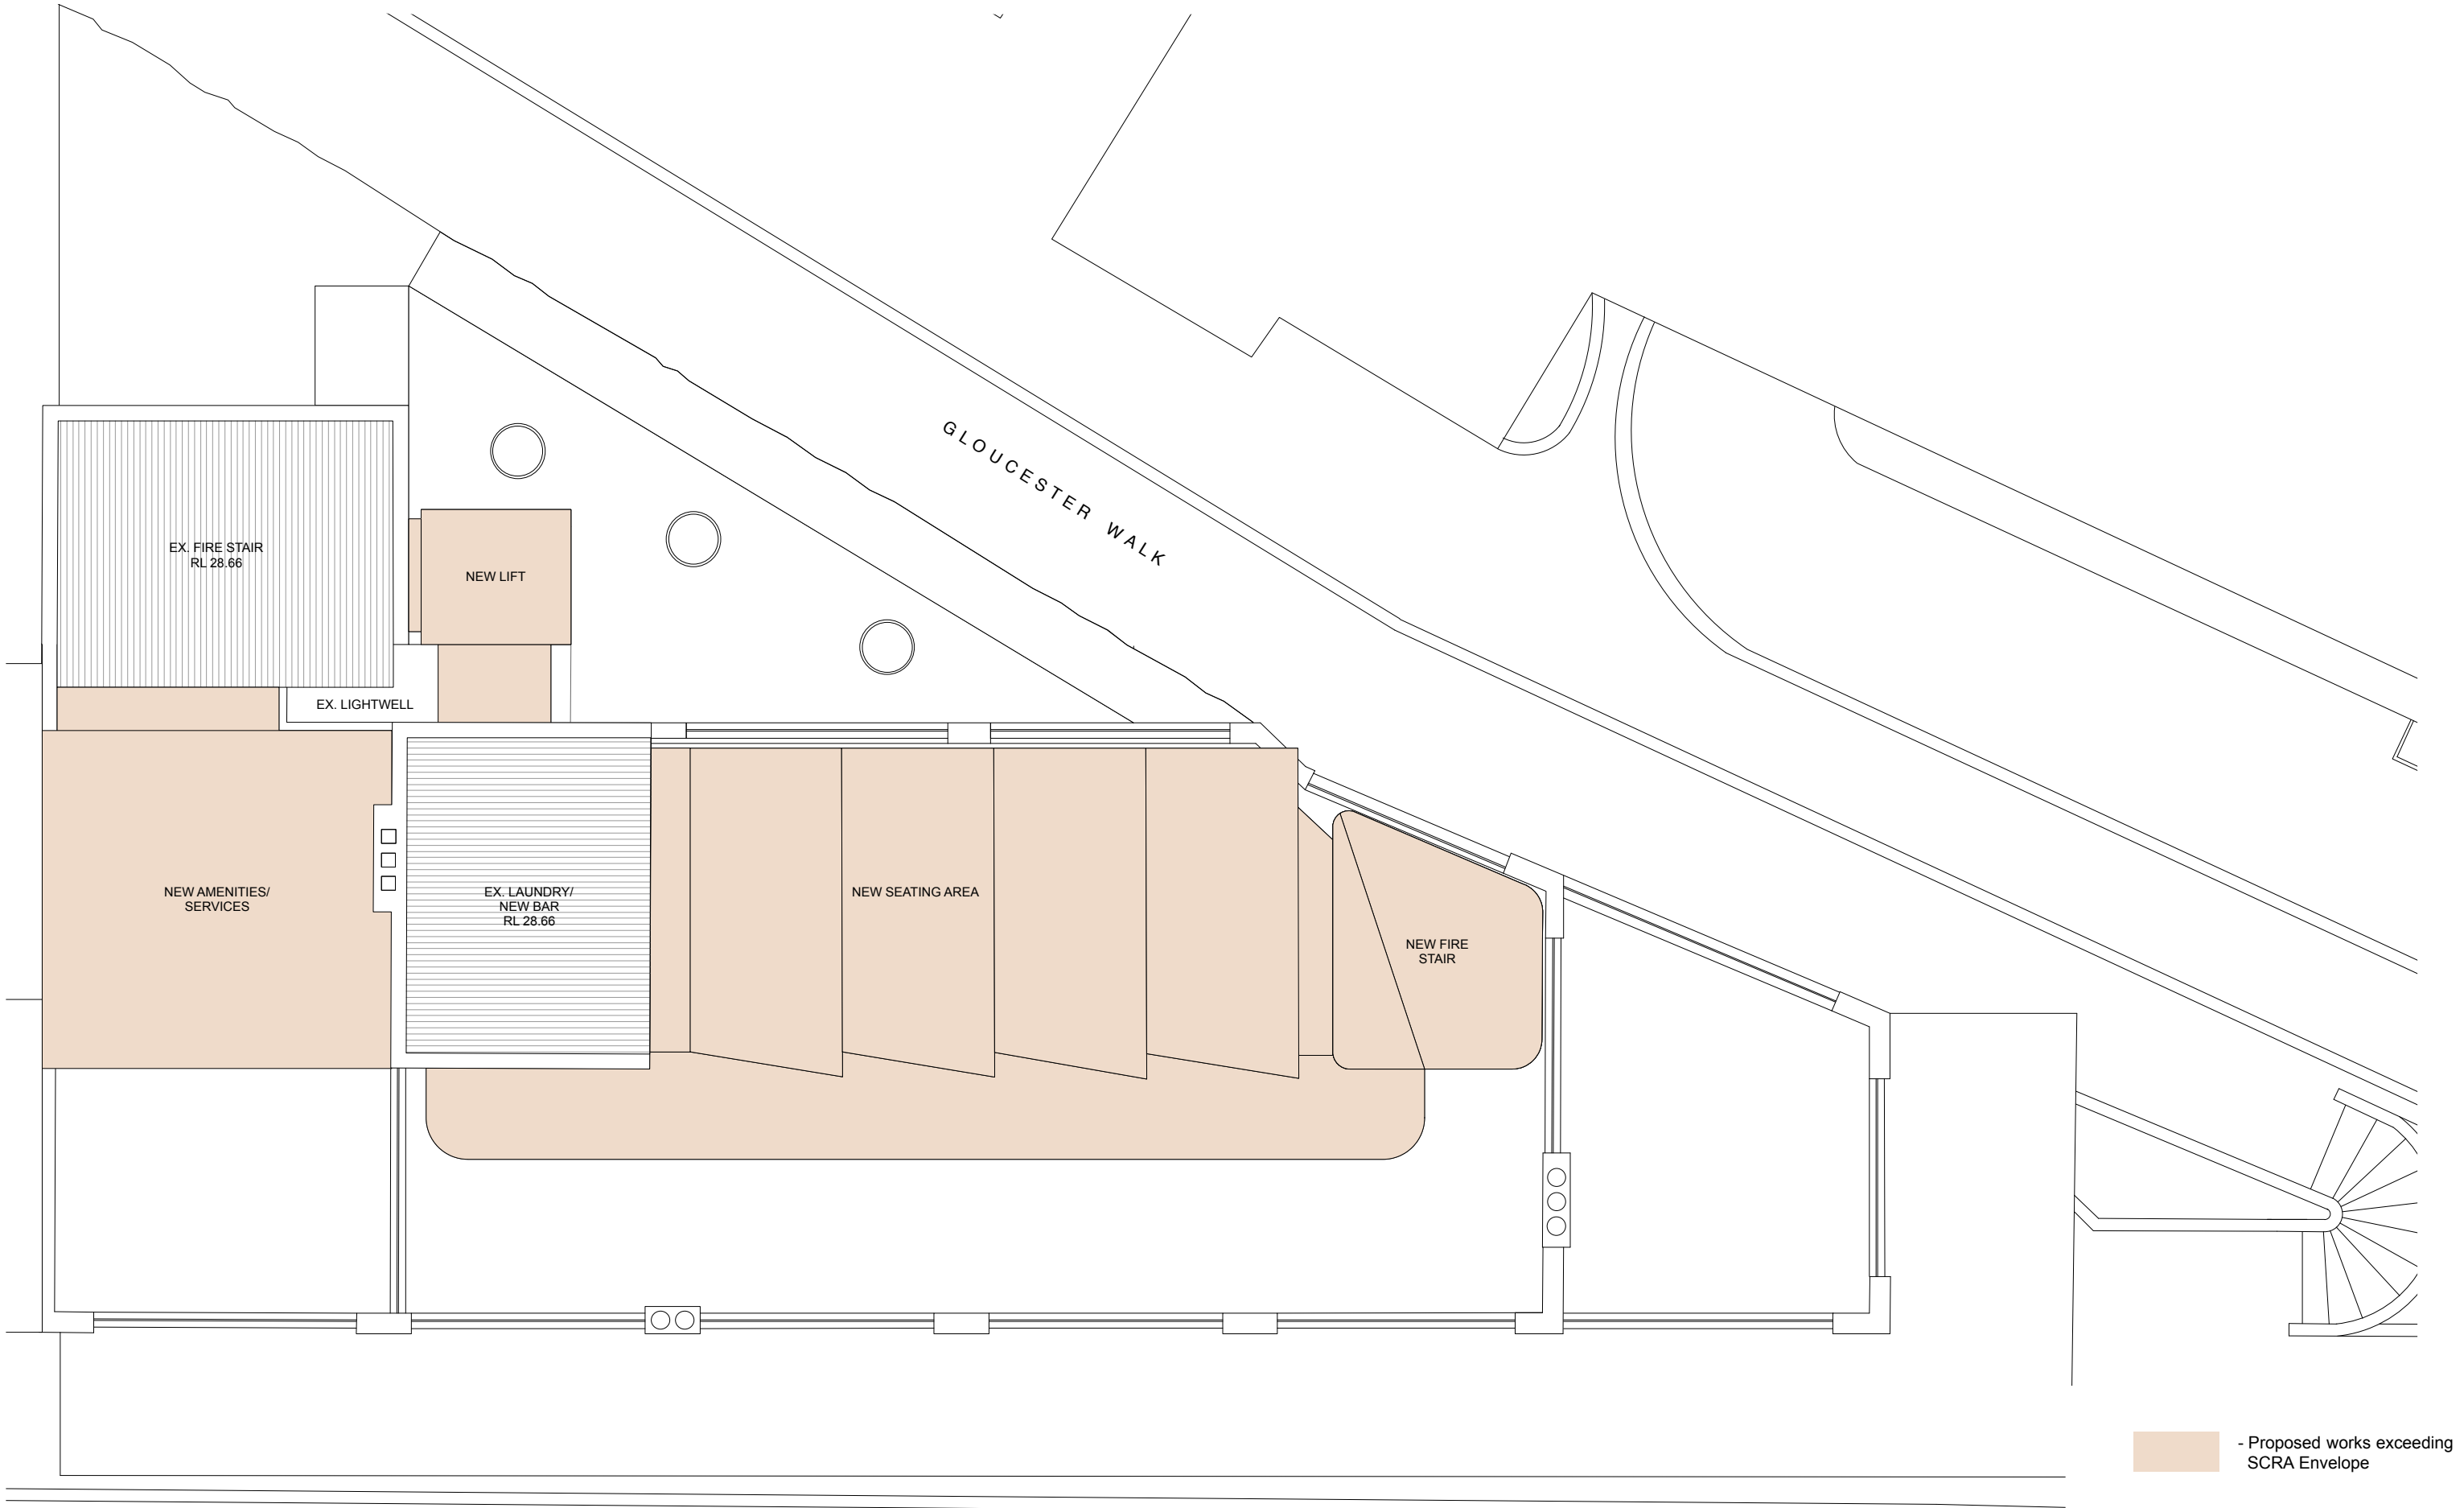 GLOUCESTER WALK
EX. FIRE STAIR
RL 28.66
NEW LIFT
EX. LIGHTWELL
NEW AMENITIES/
SERVICES
EX. LAUNDRY/
NEW BAR
RL 28.66
NEW SEATING AREA
NEW FIRE
STAIR
- Proposed works exceeding
SCRA Envelope